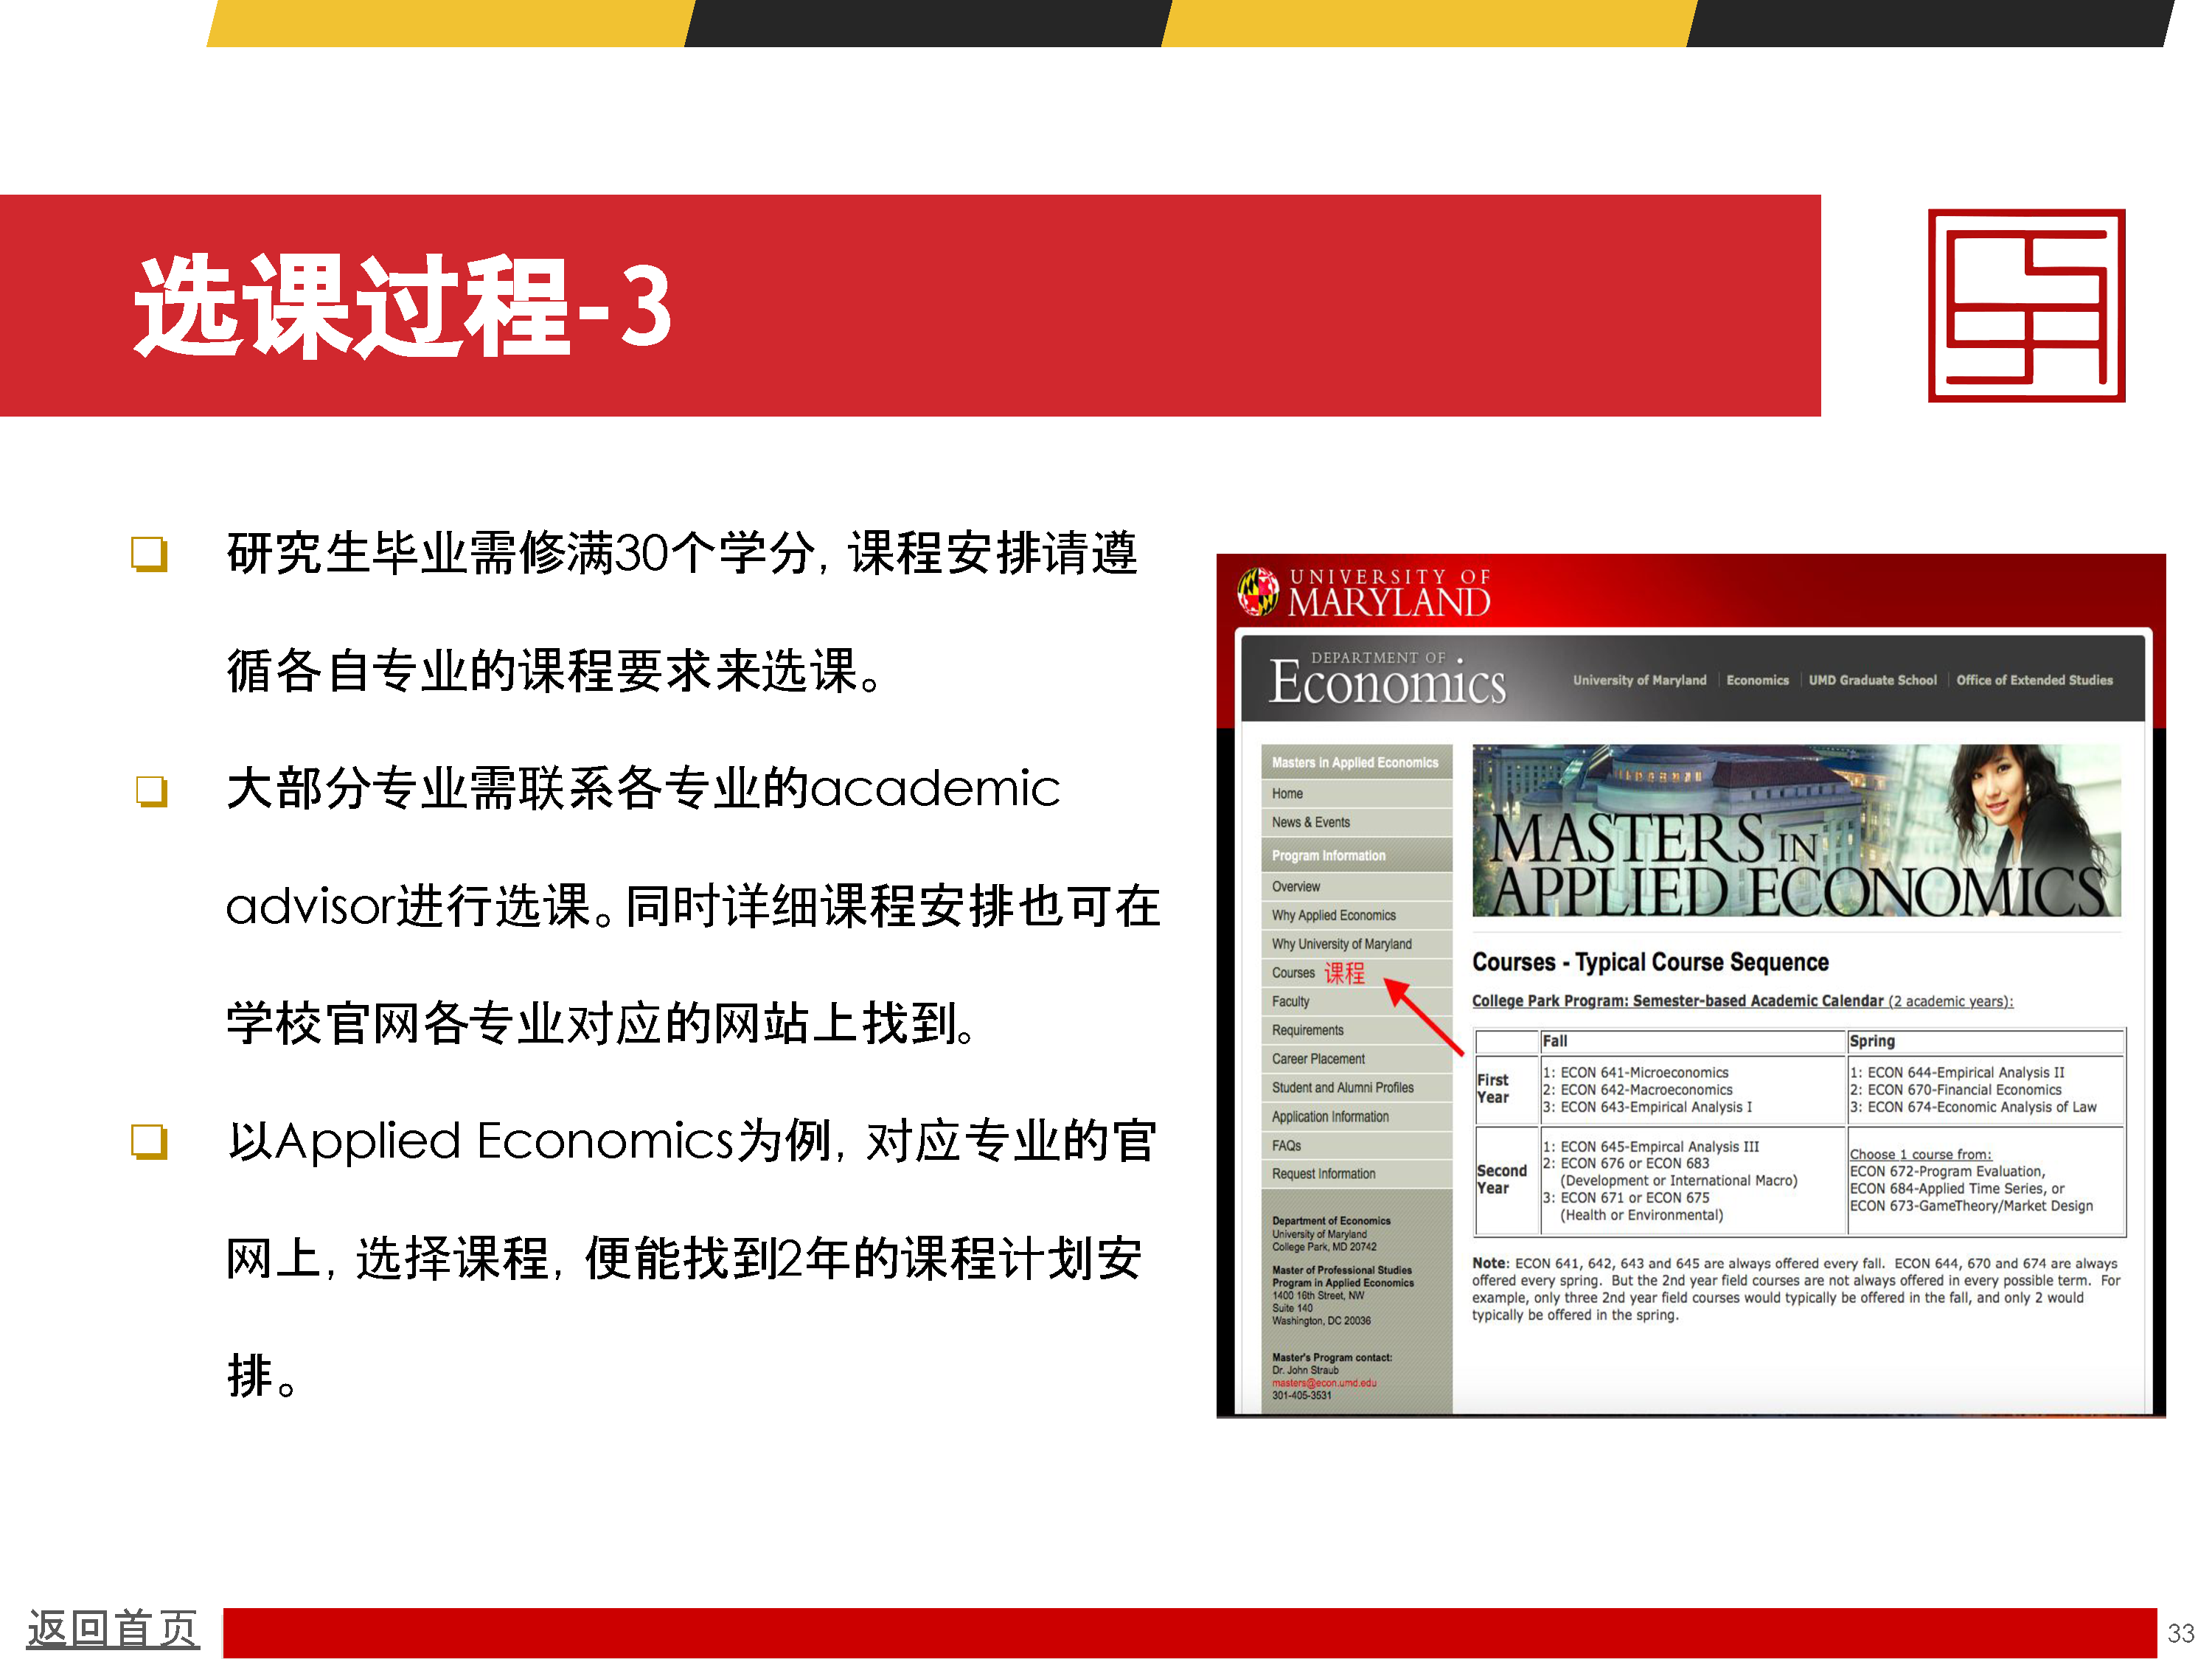 选课过程-3
研究生毕业需修满30个学分，课程安排请遵
循各自专业的课程要求来选课。
大部分专业需联系各专业的academic
advisor进行选课。同时详细课程安排也可在
学校官网各专业对应的网站上找到。
以Applied Economics为例，对应专业的官
网上，选择课程，便能找到2年的课程计划安
排。
UNIVERSITY OF
MARYLAND
DEPARTMENT OF
ECONOMICS
University of Maryland | Economics | UMD Graduate School | Office of Extended Studies
Masters in Applied Economics
Home
News & Events
Program Information
Overview
Why Applied Economics
Why University of Maryland
Courses 课程
Faculty
Requirements
Career Placement
Student and Alumni Profiles
Application Information
FAQs
Request Information
Department of Economics
University of Maryland
College Park, MD 20742
Master of Professional Studies
Program in Applied Economics
1400 16th Street, NW
Suite 140
Washington, DC 20036
Master's Program contact:
Dr. John Straub
masters@econ.umd.edu
301-405-3531
MASTERS IN
APPLIED ECONOMICS
Courses - Typical Course Sequence
College Park Program: Semester-based Academic Calendar (2 academic years):
Fall
Spring
First
Year
1: ECON 641-Microeconomics
2: ECON 642-Macroeconomics
3: ECON 643-Empirical Analysis I
1: ECON 644-Empirical Analysis II
2: ECON 670-Financial Economics
3: ECON 674-Economic Analysis of Law
Second
Year
1: ECON 645-Empircal Analysis III
2: ECON 676 or ECON 683
(Development or International Macro)
3: ECON 671 or ECON 675
(Health or Environmental)
Choose 1 course from:
ECON 672-Program Evaluation,
ECON 684-Applied Time Series, or
ECON 673-GameTheory/Market Design
Note: ECON 641, 642, 643 and 645 are always offered every fall. ECON 644, 670 and 674 are always
offered every spring. But the 2nd year field courses are not always offered in every possible term. For
example, only three 2nd year field courses would typically be offered in the fall, and only 2 would
typically be offered in the spring.
返回首页
33